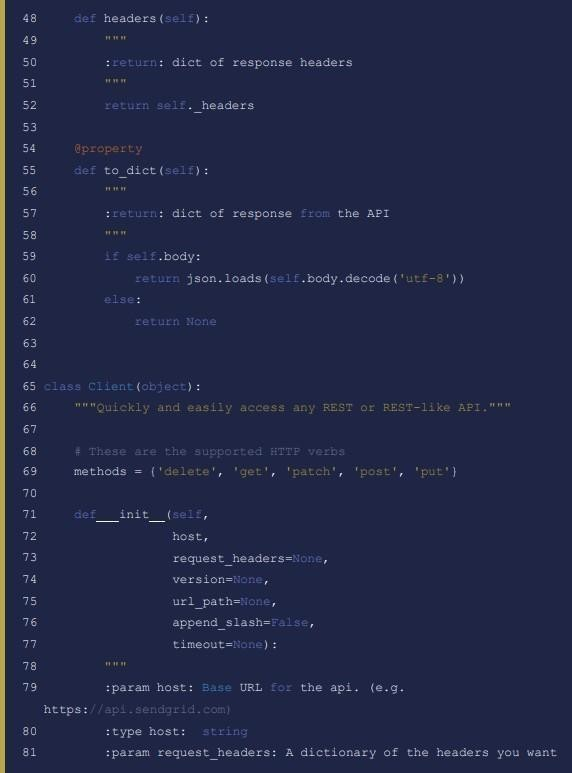 48     def headers(self):
49         """
50         :return: dict of response headers
51         """
52         return self._headers
53
54     @property
55     def to_dict(self):
56         """
57         :return: dict of response from the API
58         """
59         if self.body:
60             return json.loads(self.body.decode('utf-8'))
61         else:
62             return None
63
64
65 class Client(object):
66     """Quickly and easily access any REST or REST-like API."""
67
68     # These are the supported HTTP verbs
69     methods = {'delete', 'get', 'patch', 'post', 'put'}
70
71     def __init__(self,
72                  host,
73                  request_headers=None,
74                  version=None,
75                  url_path=None,
76                  append_slash=False,
77                  timeout=None):
78         """
79         :param host: Base URL for the api. (e.g.
https://api.sendgrid.com)
80         :type host:  string
81         :param request_headers: A dictionary of the headers you want